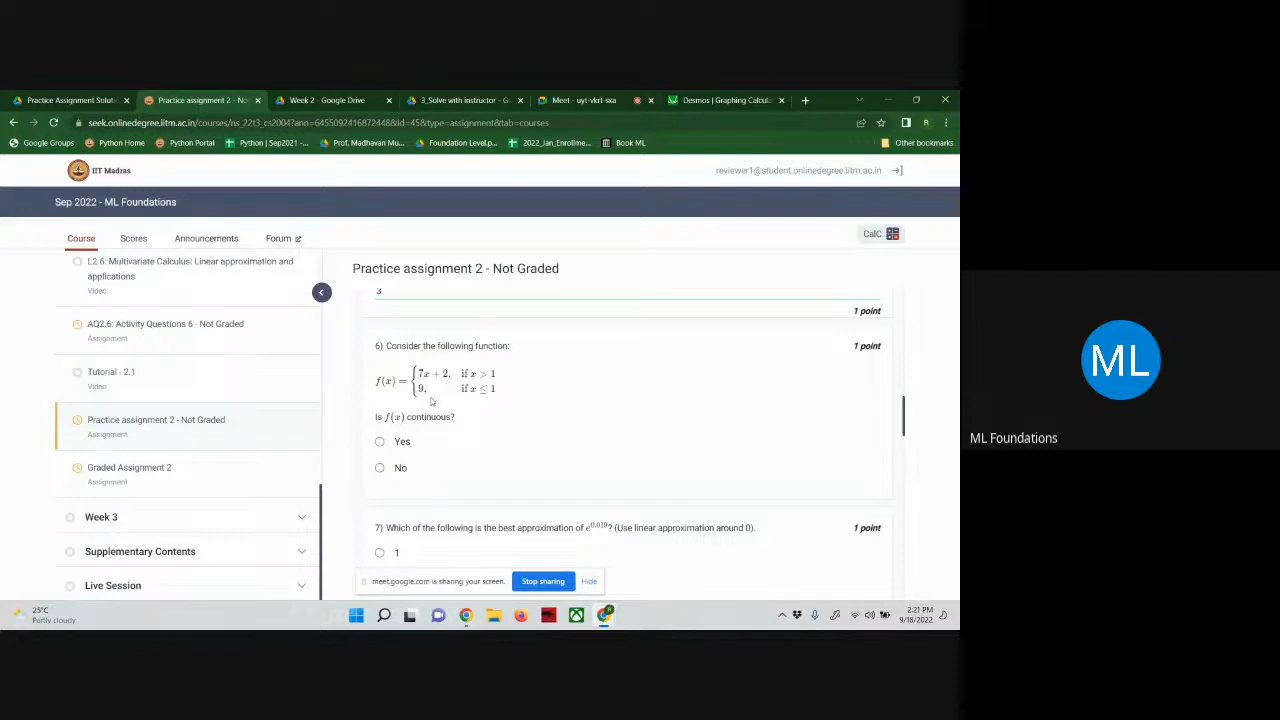 Practice Assignment Soluti
Practice assignment 2 - No
Week 2 - Google Drive
3_Solve with instructor - G
Meet - uyt-vkrt-sxa
Desmos | Graphing Calcul
seek.onlinedegree.iitm.ac.in/courses/ns_22t3_cs2004?ann=6455092416872448&id=45&type=assignment&tab=courses
Google Groups
Python Home
Python Portal
Python | Sep2021 -...
Prof. Madhavan Mu...
Foundation Level.p...
2022_Jan_Enrollme...
Book ML
Other bookmarks
IIT Madras
reviewer1@student.onlinedegree.iitm.ac.in
Sep 2022 - ML Foundations
Course
Scores
Announcements
Forum
CalC
L2.6: Multivariate Calculus: Linear approximation and
applications
Video
AQ2.6: Activity Questions 6 - Not Graded
Assignment
Tutorial - 2.1
Video
Practice assignment 2 - Not Graded
Assignment
Graded Assignment 2
Assignment
Week 3
Supplementary Contents
Live Session
Practice assignment 2 - Not Graded
3
1 point
6) Consider the following function:
1 point
f(x) = { 7x + 2, if x > 1
9, if x ≤ 1
Is f(x) continuous?
Yes
No
7) Which of the following is the best approximation of e^0.019? (Use linear approximation around 0).
1 point
1
meet.google.com is sharing your screen.
Stop sharing
Hide
25°C
Partly cloudy
2:21 PM
9/18/2022
ML
ML Foundations